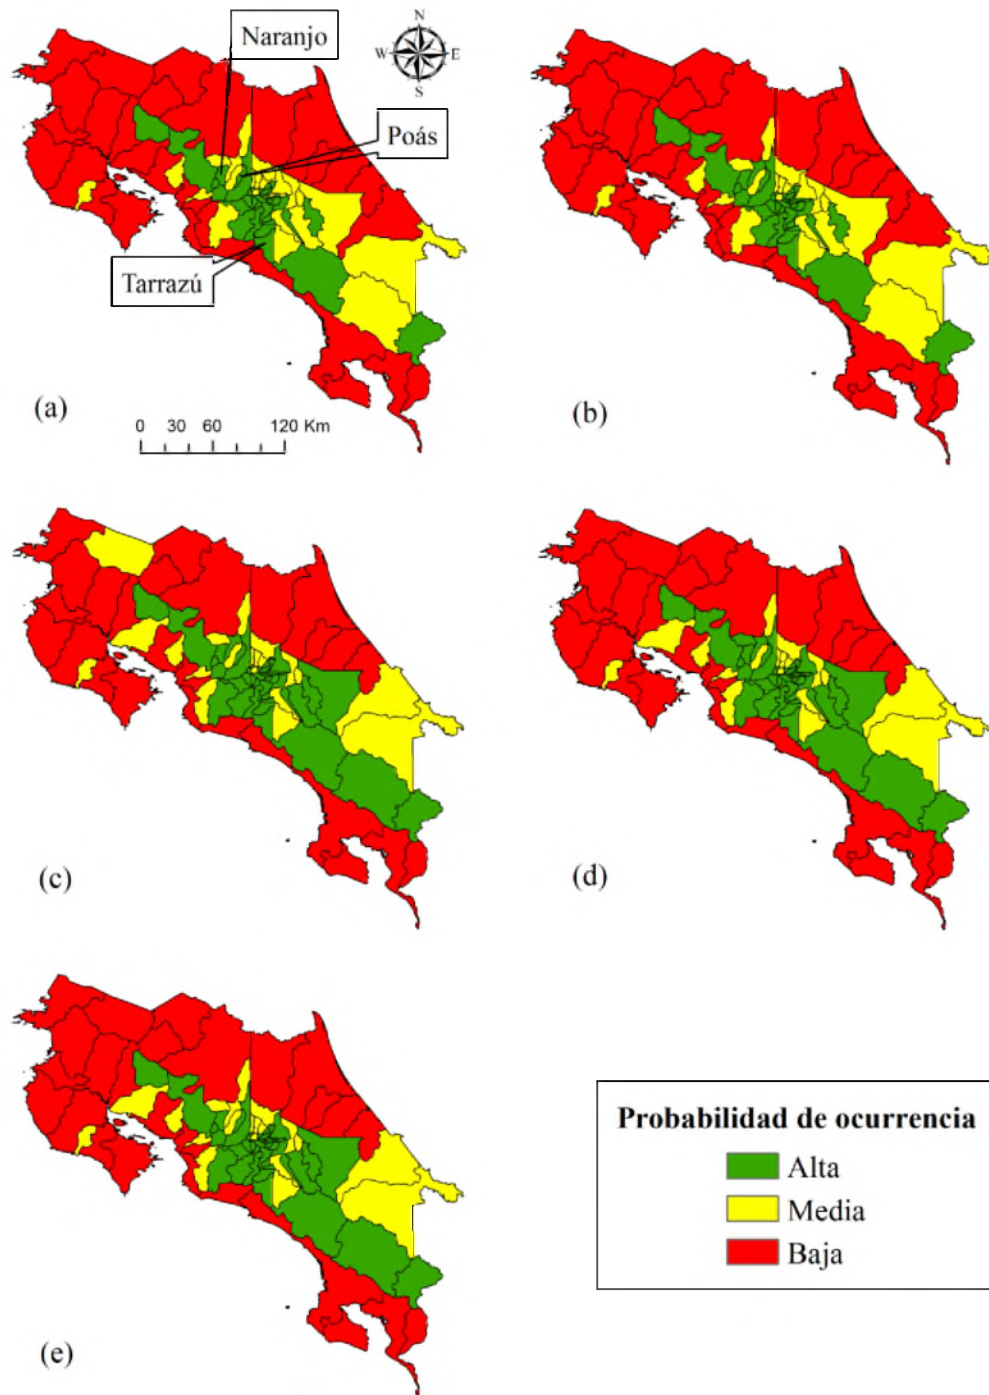 N
W E
S
Naranjo
Poás
Tarrazú
(a)
0 30 60 120 Km
(b)
(c)
(d)
(e)
Probabilidad de ocurrencia
Alta
Media
Baja